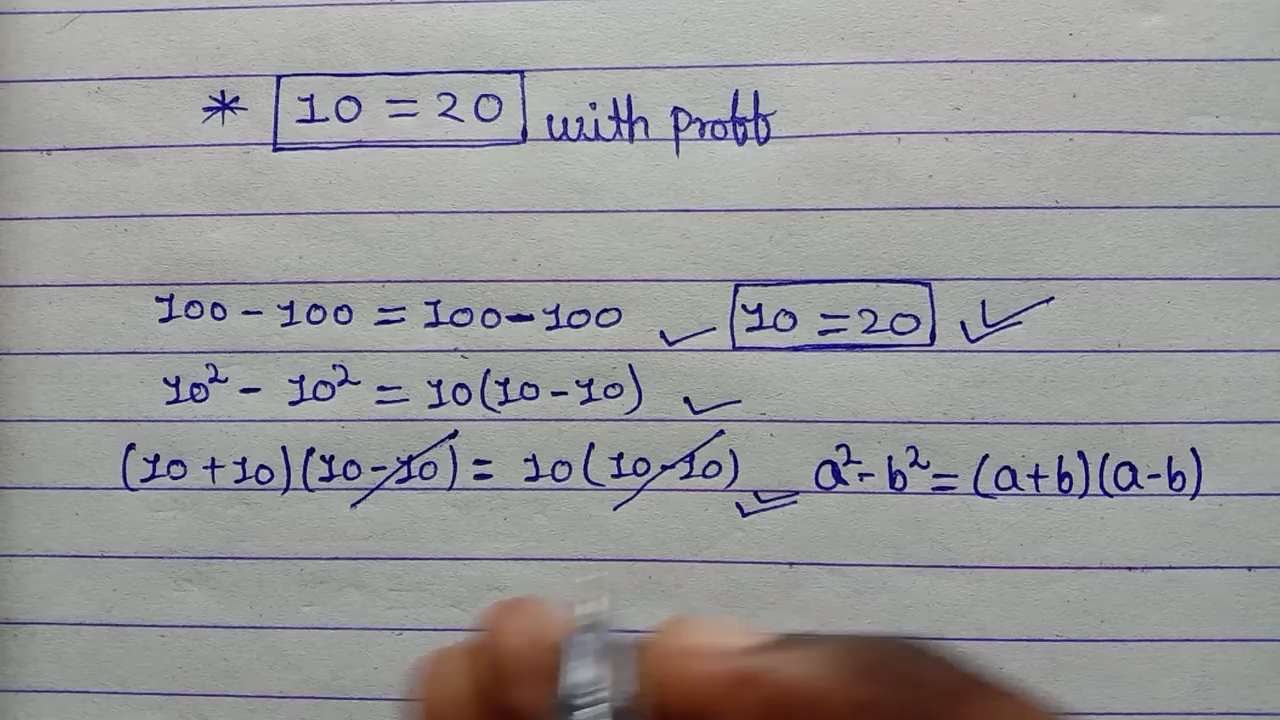 * 10 = 20 with proff
100 - 100 = 100 - 100 ✓ 10 = 20 ✓
10² - 10² = 10(10 - 10) ✓
(10 + 10)(10 - 10) = 10(10 - 10) ✓ a² - b² = (a+b)(a-b)